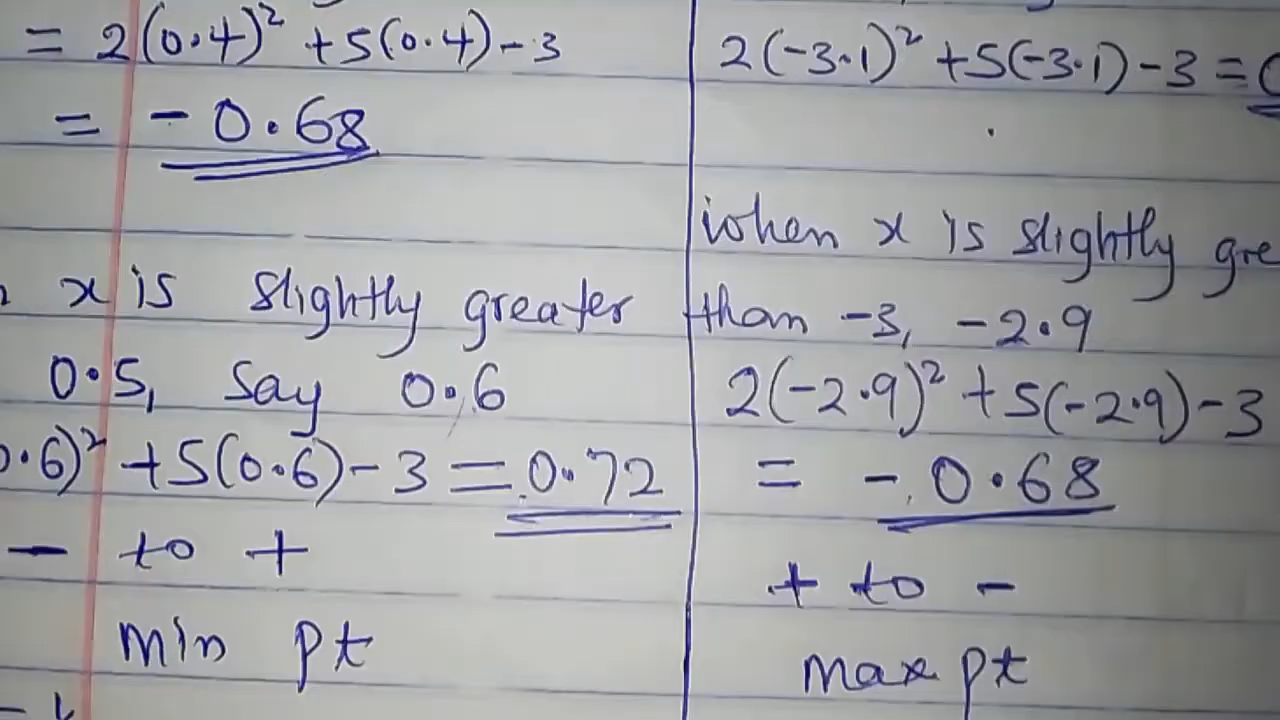 = 2(0.4)² + 5(0.4) - 3
= - 0.68
x is slightly greater
0.5, say 0.6
.6)² + 5(0.6) - 3 = 0.72
- to +
min pt
2(-3.1)² + 5(-3.1) - 3 =
when x is slightly gre
than -3, -2.9
2(-2.9)² + 5(-2.9) - 3
= - 0.68
+ to -
max pt